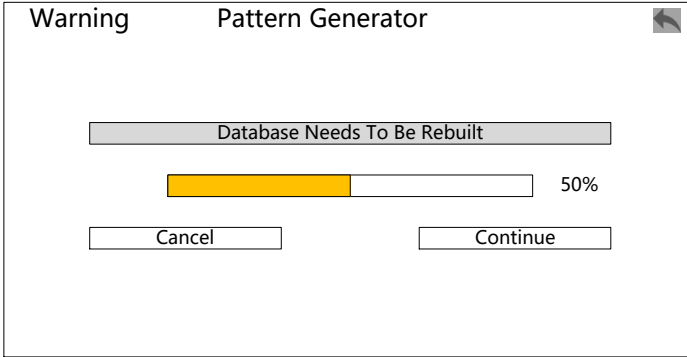 Warning Pattern Generator
Database Needs To Be Rebuilt
50%
Cancel Continue